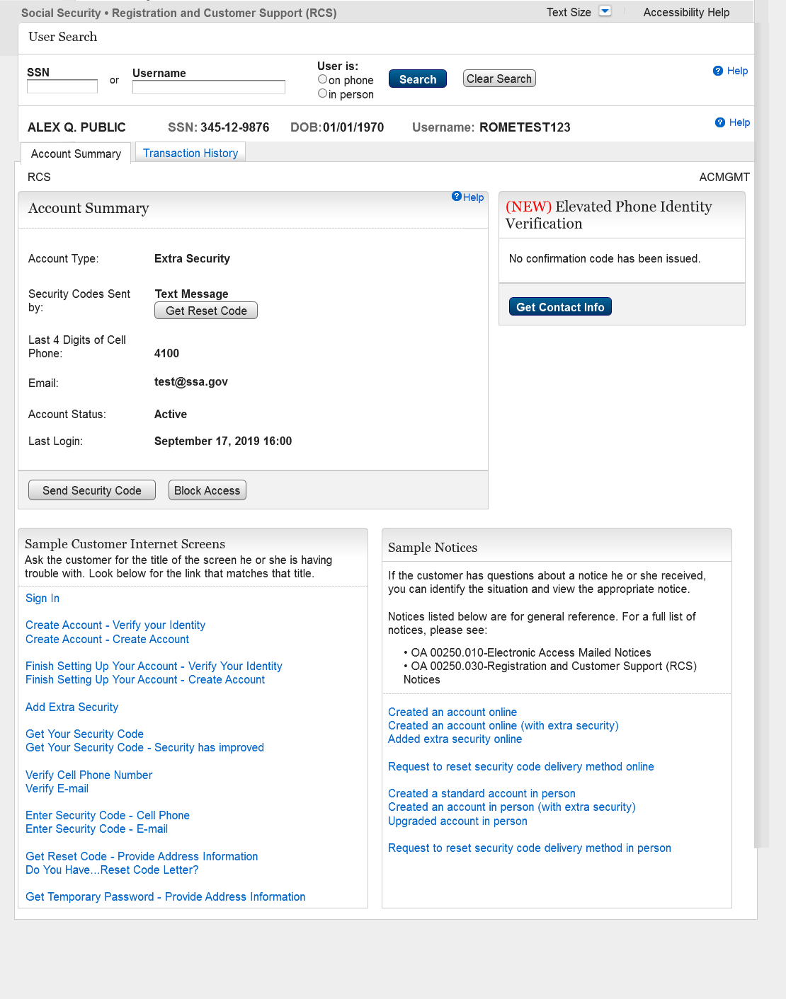 Social Security • Registration and Customer Support (RCS)
Text Size
Accessibility Help
User Search
SSN
or
Username
User is:
on phone
in person
Search
Clear Search
? Help
ALEX Q. PUBLIC
SSN: 345-12-9876
DOB: 01/01/1970
Username: ROMETEST123
? Help
Account Summary
Transaction History
RCS
ACMGMT
Account Summary
? Help
Account Type:
Extra Security
Security Codes Sent
by:
Text Message
Get Reset Code
Last 4 Digits of Cell
Phone:
4100
Email:
test@ssa.gov
Account Status:
Active
Last Login:
September 17, 2019 16:00
Send Security Code
Block Access
(NEW) Elevated Phone Identity
Verification
No confirmation code has been issued.
Get Contact Info
Sample Customer Internet Screens
Ask the customer for the title of the screen he or she is having
trouble with. Look below for the link that matches that title.
Sign In
Create Account - Verify your Identity
Create Account - Create Account
Finish Setting Up Your Account - Verify Your Identity
Finish Setting Up Your Account - Create Account
Add Extra Security
Get Your Security Code
Get Your Security Code - Security has improved
Verify Cell Phone Number
Verify E-mail
Enter Security Code - Cell Phone
Enter Security Code - E-mail
Get Reset Code - Provide Address Information
Do You Have...Reset Code Letter?
Get Temporary Password - Provide Address Information
Sample Notices
If the customer has questions about a notice he or she received,
you can identify the situation and view the appropriate notice.
Notices listed below are for general reference. For a full list of
notices, please see:
• OA 00250.010-Electronic Access Mailed Notices
• OA 00250.030-Registration and Customer Support (RCS)
Notices
Created an account online
Created an account online (with extra security)
Added extra security online
Request to reset security code delivery method online
Created a standard account in person
Created an account in person (with extra security)
Upgraded account in person
Request to reset security code delivery method in person